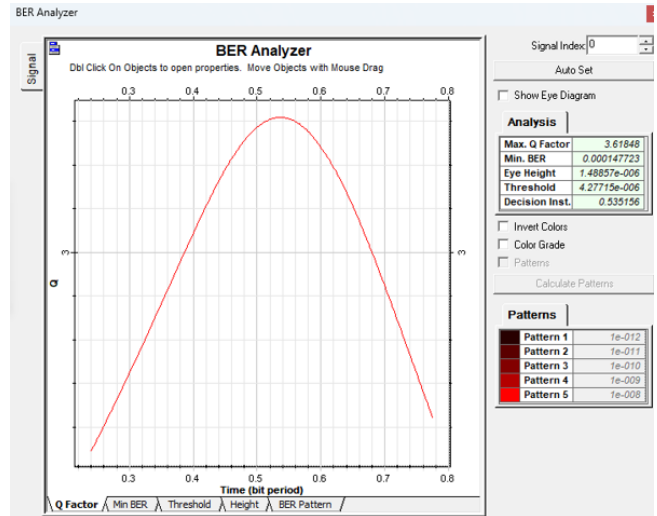 BER Analyzer
Signal
BER Analyzer
Dbl Click On Objects to open properties. Move Objects with Mouse Drag
0.3 0.4 0.5 0.6 0.7 0.8
3
Q
3
0.3 0.4 0.5 0.6 0.7 0.8
Time (bit period)
Q Factor Min BER Threshold Height BER Pattern
Signal Index: 0
Auto Set
Show Eye Diagram
Analysis
Max. Q Factor 3.61848
Min. BER 0.000147723
Eye Height 1.48857e-006
Threshold 4.27715e-006
Decision Inst. 0.535156
Invert Colors
Color Grade
Patterns
Calculate Patterns
Patterns
Pattern 1 1e-012
Pattern 2 1e-011
Pattern 3 1e-010
Pattern 4 1e-009
Pattern 5 1e-008